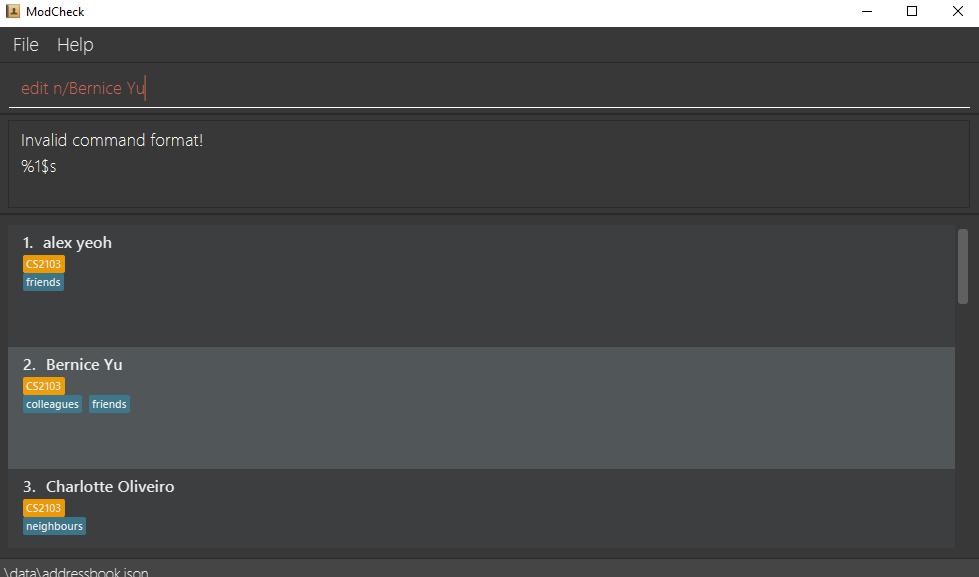 ModCheck
File Help
edit n/Bernice Yu
Invalid command format!
%1$s
1. alex yeoh
CS2103
friends
2. Bernice Yu
CS2103
colleagues friends
3. Charlotte Oliveiro
CS2103
neighbours
\data\addressbook.json